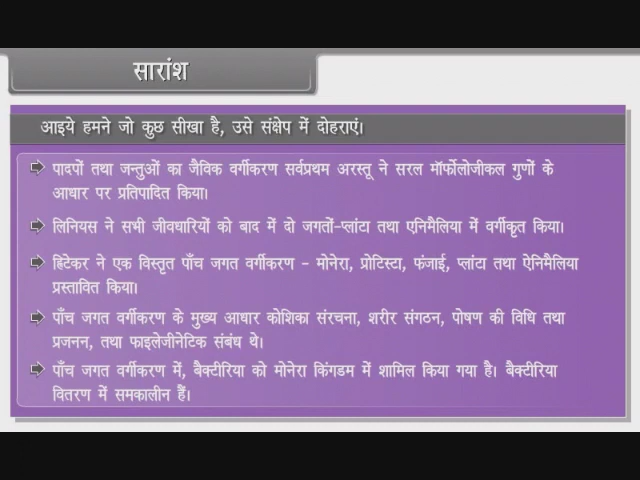 सारांश
आइये हमने जो कुछ सीखा है, उसे संक्षेप में दोहराएं।
पादपों तथा जन्तुओं का जैविक वर्गीकरण सर्वप्रथम अरस्तू ने सरल मॉर्फोलोजीकल गुणों के
आधार पर प्रतिपादित किया।
लिनियस ने सभी जीवधारियों को बाद में दो जगतों-प्लांटा तथा एनिमैलिया में वर्गीकृत किया।
ह्विटेकर ने एक विस्तृत पाँच जगत वर्गीकरण - मोनेरा, प्रोटिस्टा, फंजाई, प्लांटा तथा ऐनिमैलिया
प्रस्तावित किया।
पाँच जगत वर्गीकरण के मुख्य आधार कोशिका संरचना, शरीर संगठन, पोषण की विधि तथा
प्रजनन, तथा फाइलेजीनेटिक संबंध थे।
पाँच जगत वर्गीकरण में, बैक्टीरिया को मोनेरा किंगडम में शामिल किया गया है। बैक्टीरिया
वितरण में समकालीन हैं।